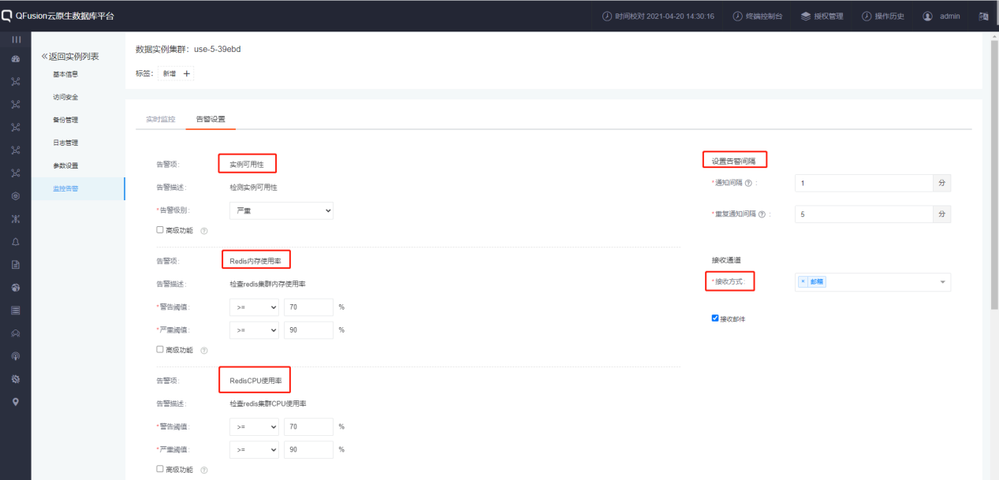 QFusion云原生数据库平台
时间校对 2021-04-20 14:30:16
终端控制台
授权管理
操作历史
admin
«返回实例列表
基本信息
访问安全
备份管理
日志管理
参数设置
监控告警
数据实例集群：use-5-39ebd
标签：
新增 +
实时监控
告警设置
告警项:
实例可用性
告警描述:
检测实例可用性
*告警级别:
严重
高级功能 ?
告警项:
Redis内存使用率
告警描述:
检查redis集群内存使用率
*警告阈值:
>=
70
%
*严重阈值:
>=
90
%
高级功能 ?
告警项:
RedisCPU使用率
告警描述:
检查redis集群CPU使用率
*警告阈值:
>=
70
%
*严重阈值:
>=
90
%
高级功能 ?
设置告警间隔
*通知间隔 ? :
1
分
*重复通知间隔 ? :
5
分
接收通道
*接收方式:
× 邮箱
接收邮件